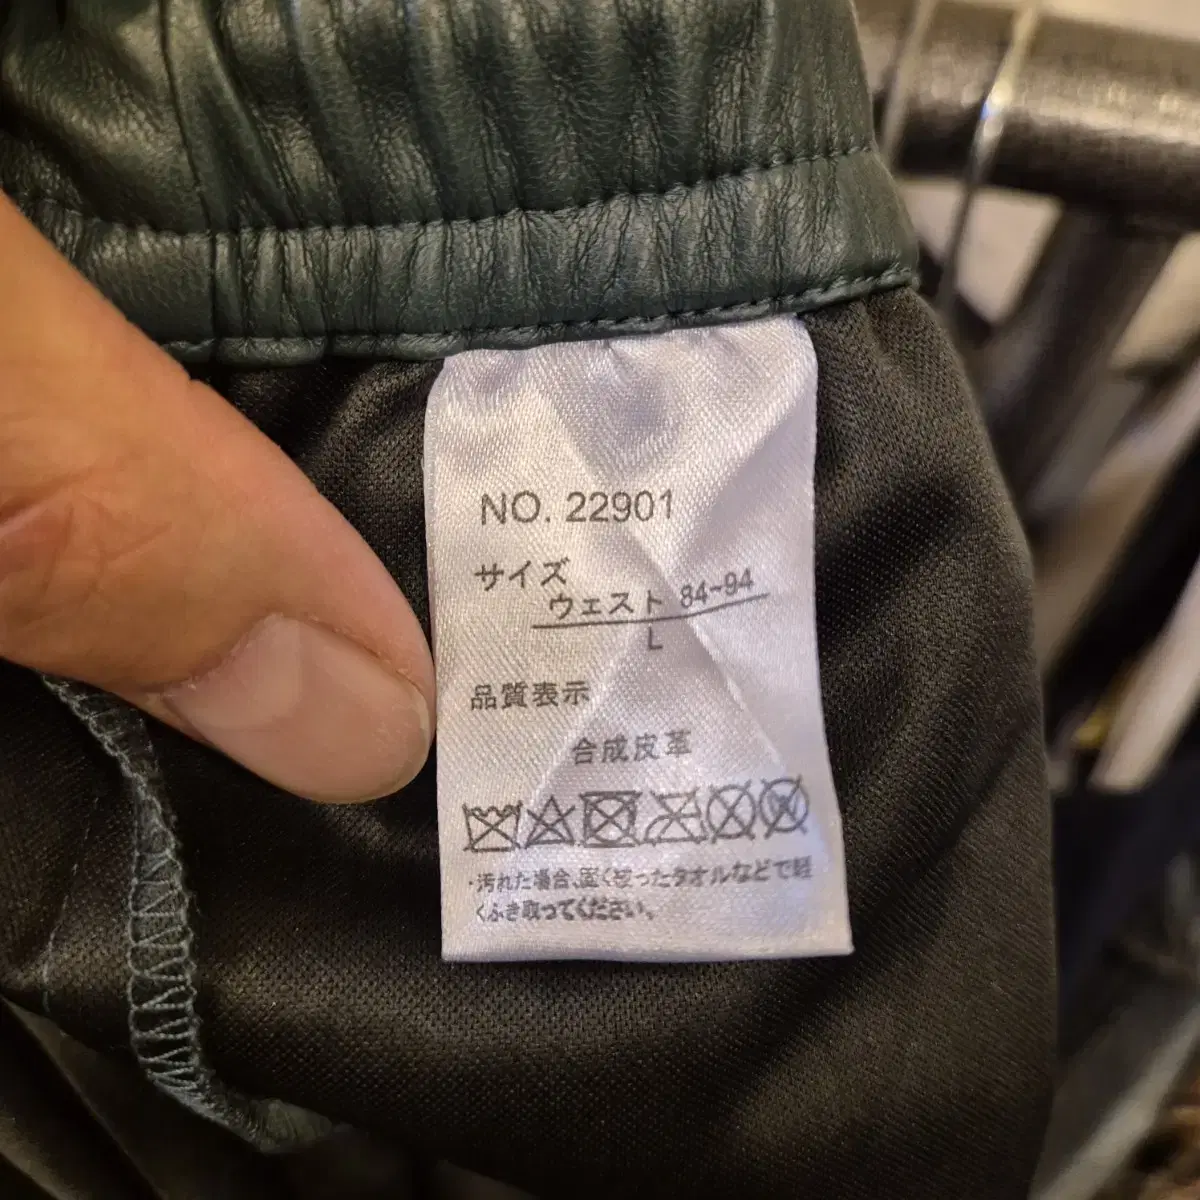 NO. 22901
サイズ
ウェスト 84-94
L
品質表示
合成皮革
・汚れた場合、固く絞ったタオルなどで軽
くふき取ってください。